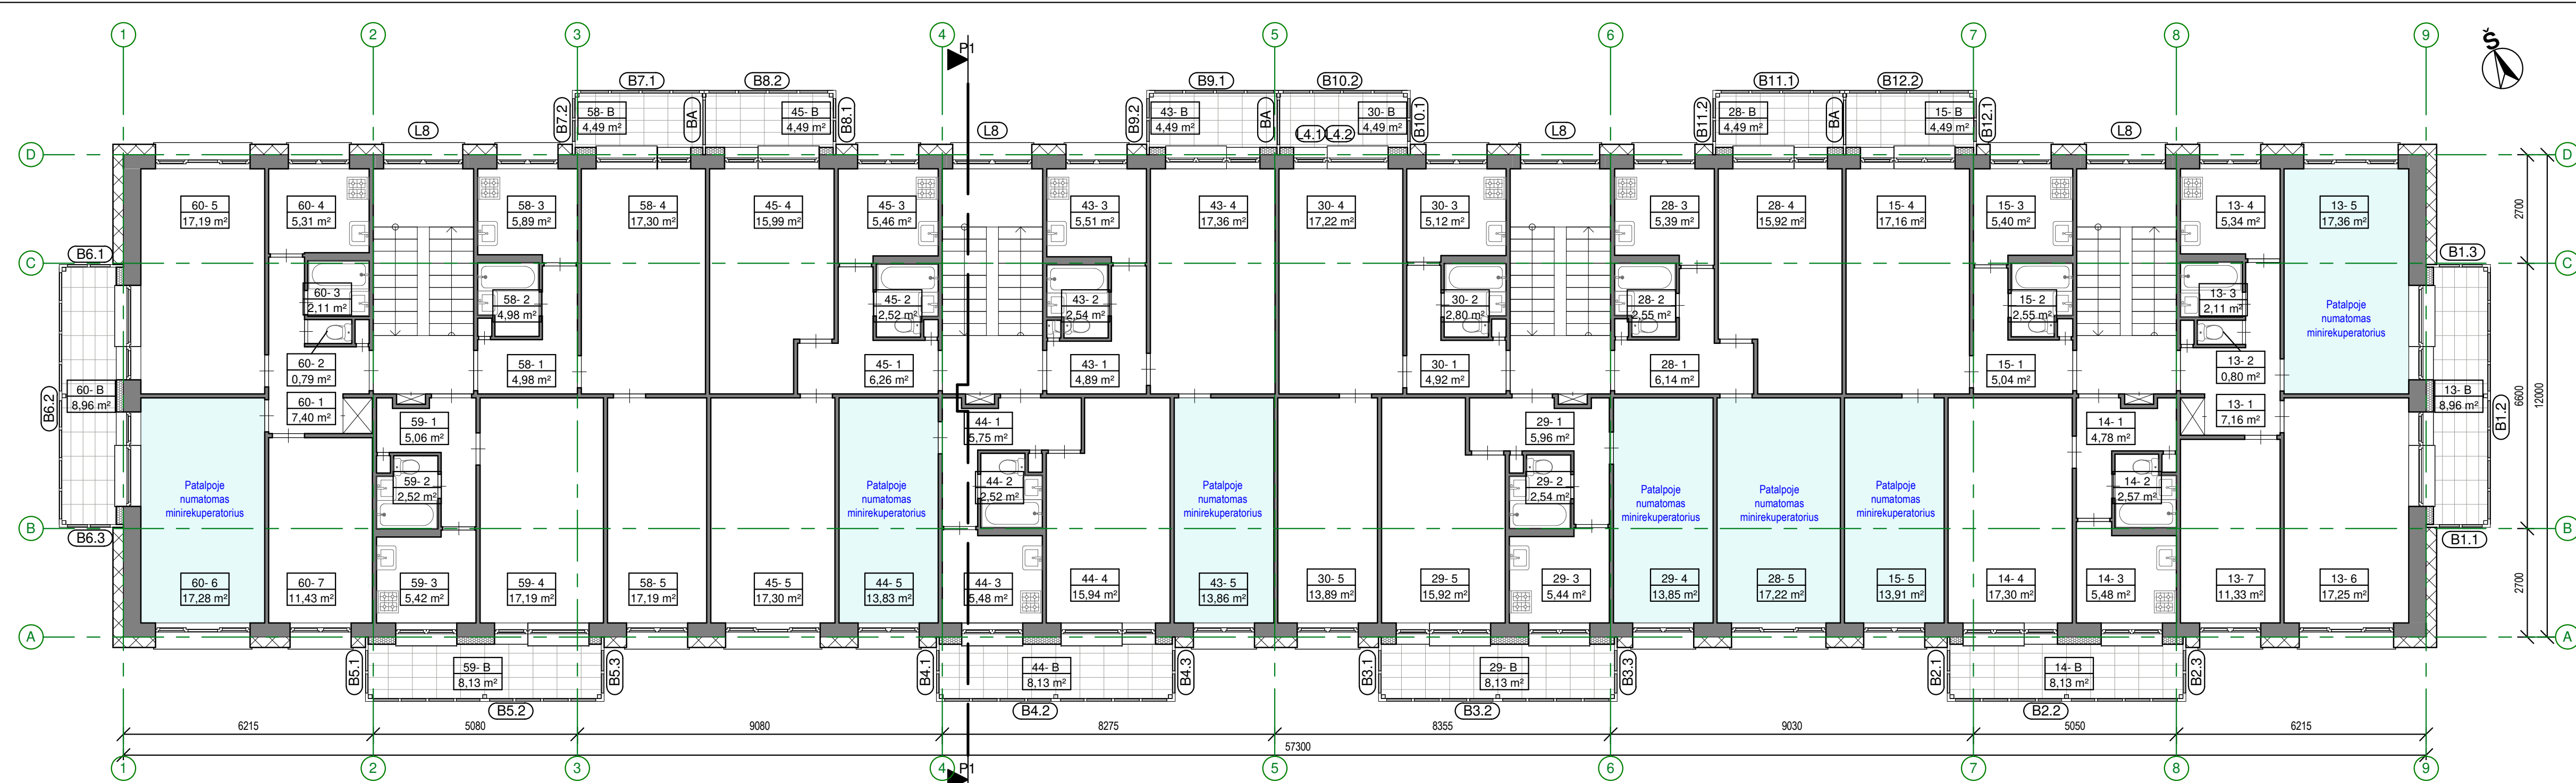 1 2 3 4 5 6 7 8 9
P1
Š
B7.1 B8.2 B9.1 B10.2 B11.1 B12.2
B7.2 58- B BA 45- B B8.1 B9.2 43- B BA 30- B B10.1 B11.2 28- B BA 15- B B12.1
4,49 m² 4,49 m² 4,49 m² 4,49 m² 4,49 m² 4,49 m²
L8 L8 L4.1 L4.2 L8 L8
D D
60- 5 60- 4 58- 3 58- 4 45- 4 45- 3 43- 3 43- 4 30- 4 30- 3 28- 3 28- 4 15- 4 15- 3 13- 4 13- 5
17,19 m² 5,31 m² 5,89 m² 17,30 m² 15,99 m² 5,46 m² 5,51 m² 17,36 m² 17,22 m² 5,12 m² 5,39 m² 15,92 m² 17,16 m² 5,40 m² 5,34 m² 17,36 m²
2700
B6.1 B1.3
C C
60- 3 58- 2 45- 2 43- 2 30- 2 28- 2 15- 2 13- 3
2,11 m² 4,98 m² 2,52 m² 2,54 m² 2,80 m² 2,55 m² 2,55 m² 2,11 m²
Patalpoje
numatomas
minirekuperatorius
60- 2 58- 1 45- 1 43- 1 30- 1 28- 1 15- 1 13- 2
0,79 m² 4,98 m² 6,26 m² 4,89 m² 4,92 m² 6,14 m² 5,04 m² 0,80 m²
B6.2 60- B 13- B B1.2
8,96 m² 8,96 m²
6600 12000
60- 1 59- 1 44- 1 29- 1 14- 1 13- 1
7,40 m² 5,06 m² 5,75 m² 5,96 m² 4,78 m² 7,16 m²
59- 2 44- 2 29- 2 14- 2
2,52 m² 2,52 m² 2,54 m² 2,57 m²
Patalpoje Patalpoje Patalpoje Patalpoje Patalpoje Patalpoje
numatomas numatomas numatomas numatomas numatomas numatomas
minirekuperatorius minirekuperatorius minirekuperatorius minirekuperatorius minirekuperatorius minirekuperatorius
B B
B6.3 B1.1
60- 6 60- 7 59- 3 59- 4 58- 5 45- 5 44- 5 44- 3 44- 4 43- 5 30- 5 29- 5 29- 3 29- 4 28- 5 15- 5 14- 4 14- 3 13- 7 13- 6
17,28 m² 11,43 m² 5,42 m² 17,19 m² 17,19 m² 17,30 m² 13,83 m² 5,48 m² 15,94 m² 13,86 m² 13,89 m² 15,92 m² 5,44 m² 13,85 m² 17,22 m² 13,91 m² 17,30 m² 5,48 m² 11,33 m² 17,25 m²
2700
A A
B5.1 59- B B5.3 B4.1 44- B B4.3 B3.1 29- B B3.3 B2.1 14- B B2.3
8,13 m² 8,13 m² 8,13 m² 8,13 m²
B5.2 B4.2 B3.2 B2.2
6215 5080 9080 8275 8355 9030 5050 6215
57300
1 2 3 4 P1 5 6 7 8 9